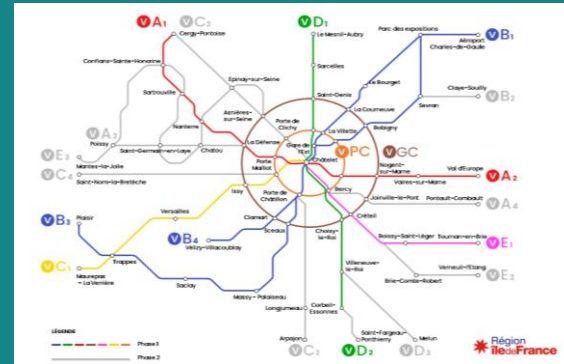 V A1
V C2
V D1
Cergy-Pontoise
Le Mesnil-Aubry
Parc des expositions
V B1
Aéroport
Charles-de-Gaulle
Conflans-Sainte-Honorine
Sarcelles
Epinay-sur-Seine
Le Bourget
Sartrouville
Saint-Denis
Claye-Souilly
V B2
Asnières-
sur-Seine
Porte de
Clichy
La Courneuve
Sevran
V A3
Nanterre
La Villette
Bobigny
Poissy
Saint-Germain-en-Laye
Chatou
La Défense
Gare de
l'Est
V E3
Mantes-la-Jolie
Châtelet
V PC
V GC
V C4
Saint-Nom-la-Bretèche
Porte
Maillot
Nogent-
sur-Marne
Val d'Europe
V A2
Vaires-sur-Marne
Issy
Bercy
Joinville-le-Pont
Pontault-Combault
V A4
Porte de
Châtillon
V B3
Plaisir
Versailles
Clamart
Créteil
V B4
Vélizy-Villacoublay
Sceaux
Choisy-
le-Roi
Boissy-Saint-Léger
Tournan-en-Brie
V E1
V C1
Trappes
Villeneuve-
le-Roi
Maurepas
- La Verrière
Saclay
Brie-Comte-Robert
Verneuil-l'Etang
V E2
Massy - Palaiseau
Longjumeau
Corbeil-
Essonnes
LÉGENDE
Phase 1
Phase 2
Arpajon
V C3
V D2
Saint-Fargeau-
Ponthierry
V D3
Melun
Région
îledeFrance